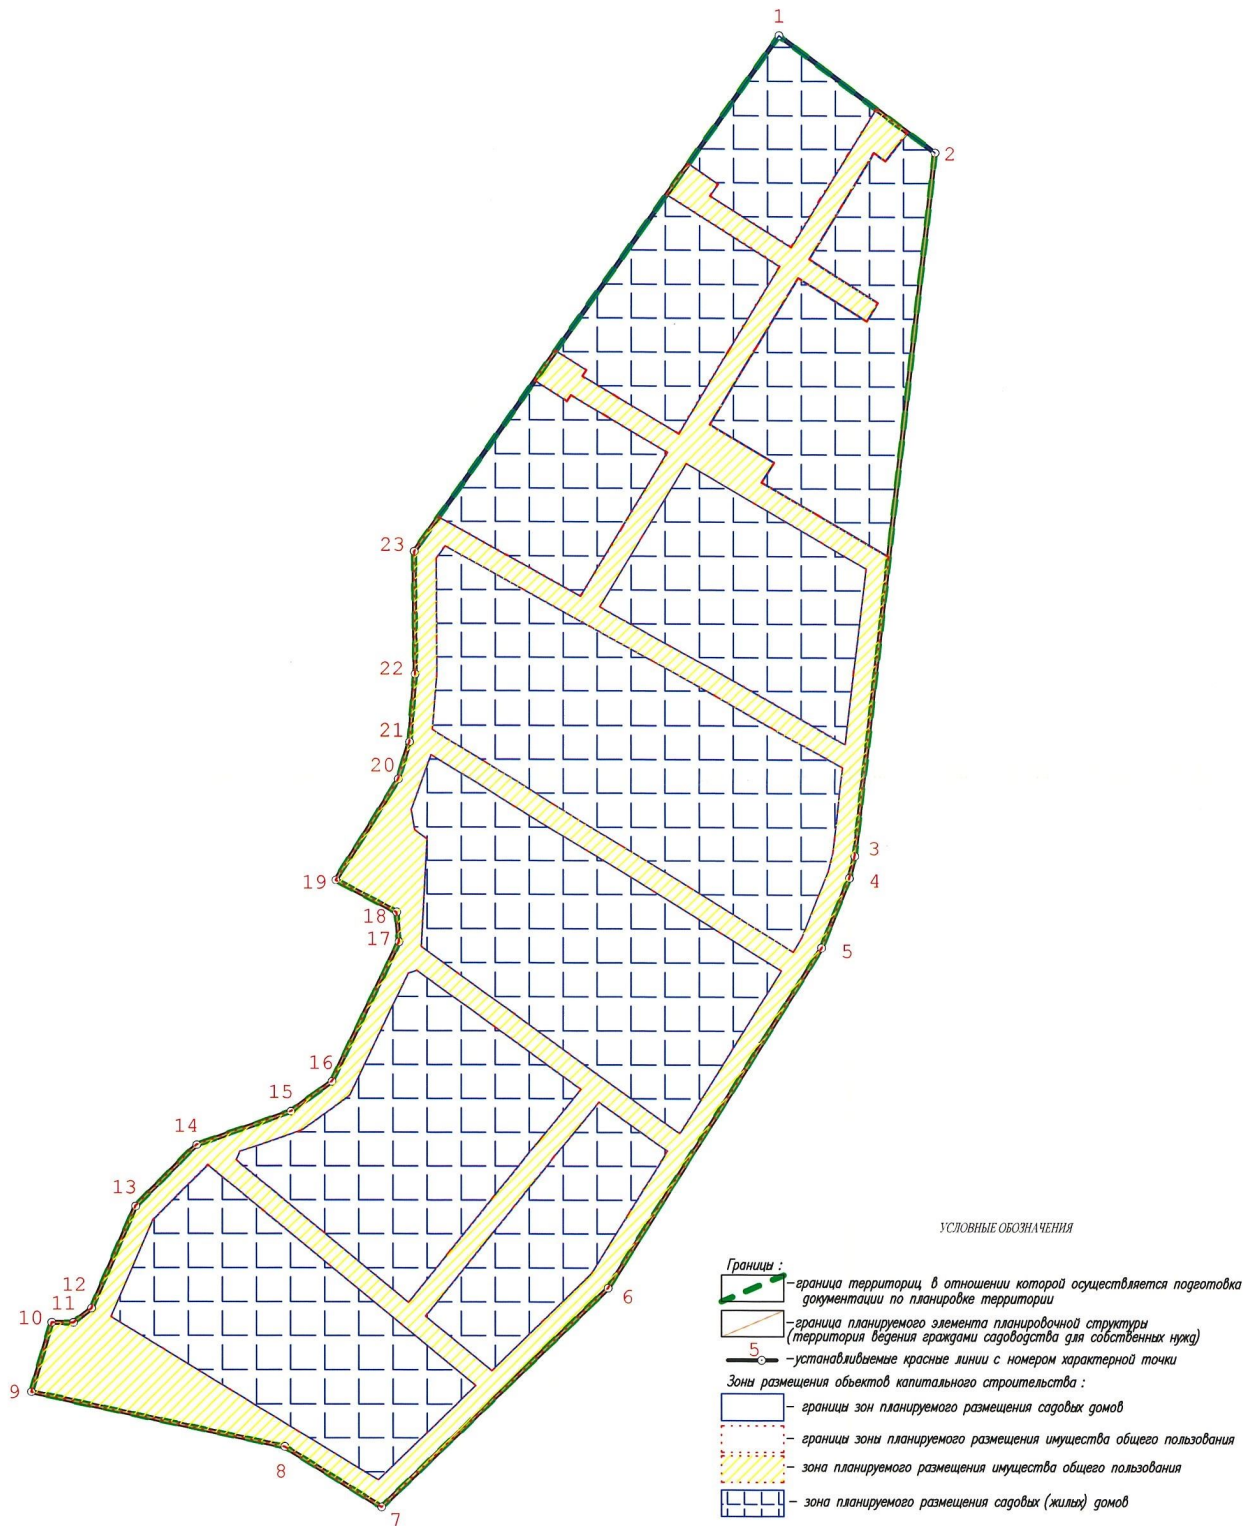 1
2
23
22
21
20
3
4
19
18
17
5
16
15
14
13
12
11
10
6
9
8
7
УСЛОВНЫЕ ОБОЗНАЧЕНИЯ
Границы :
–граница территориц в отношении которой осуществляется подготовка
документации по планировке территории
–граница планируемого элемента планировочной структуры
(территория ведения граждами садоводства для собственных нужд)
5
–устанавливыемые красные линии с номером характерной точки
Зоны размещения объектов капитального строительства :
– границы зон планируемого размещения садовых домов
– границы зоны планируемого размещения имущества общего пользования
– зона планируемого размещения имущества общего пользования
– зона планируемого размещения садовых (жилых) домов